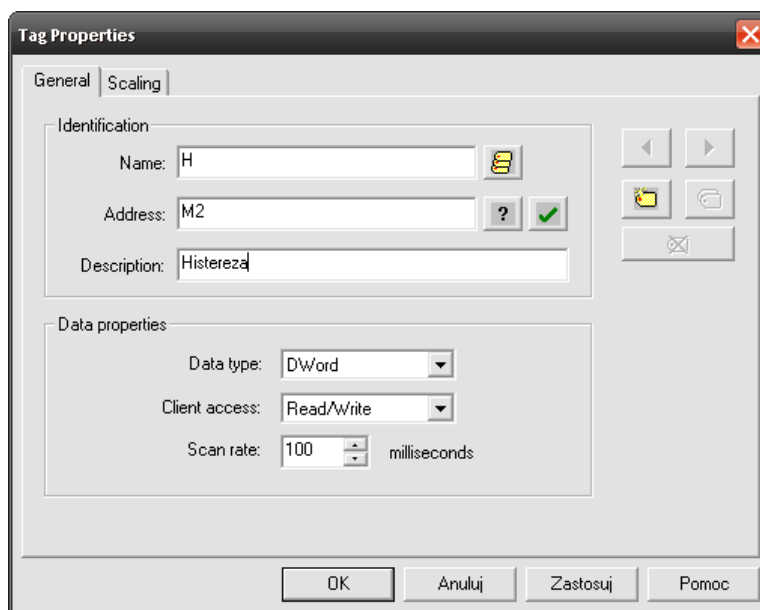 Tag Properties
General Scaling
Identification
Name: H
Address: M2 ?
Description: Histereza
Data properties
Data type: DWord
Client access: Read/Write
Scan rate: 100 milliseconds
OK Anuluj Zastosuj Pomoc